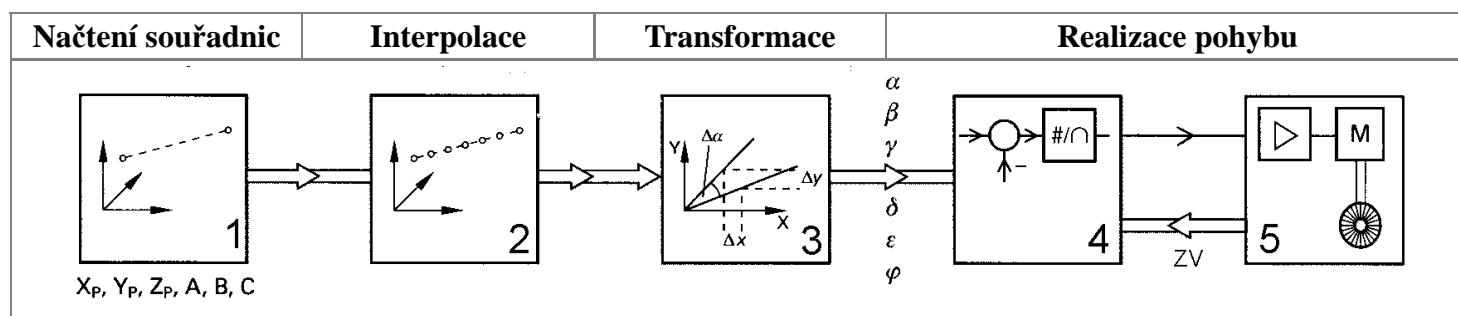 Načtení souřadnic Interpolace Transformace Realizace pohybu
1
X_P, Y_P, Z_P, A, B, C
2
Y
Δα
Δy
X
Δx
3
α
β
γ
δ
ε
φ
−
#/∩
4
ZV
M
5